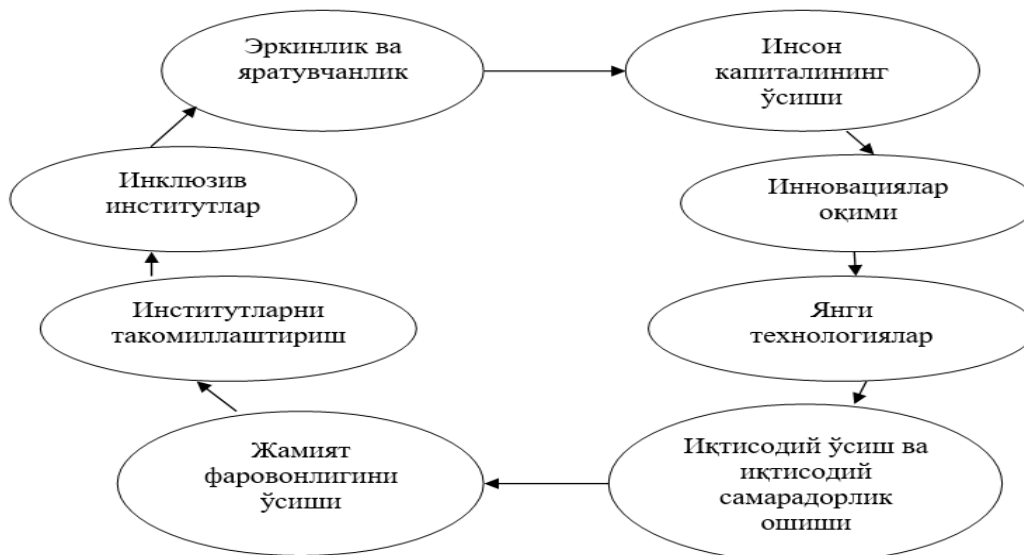 Эркинлик ва
яратувчанлик
Инсон
капиталининг
ўсиши
Инновациялар
оқими
Янги
технологиялар
Иқтисодий ўсиш ва
иқтисодий
самарадорлик
ошиши
Жамият
фаровонлигини
ўсиши
Институтларни
такомиллаштириш
Инклюзив
институтлар